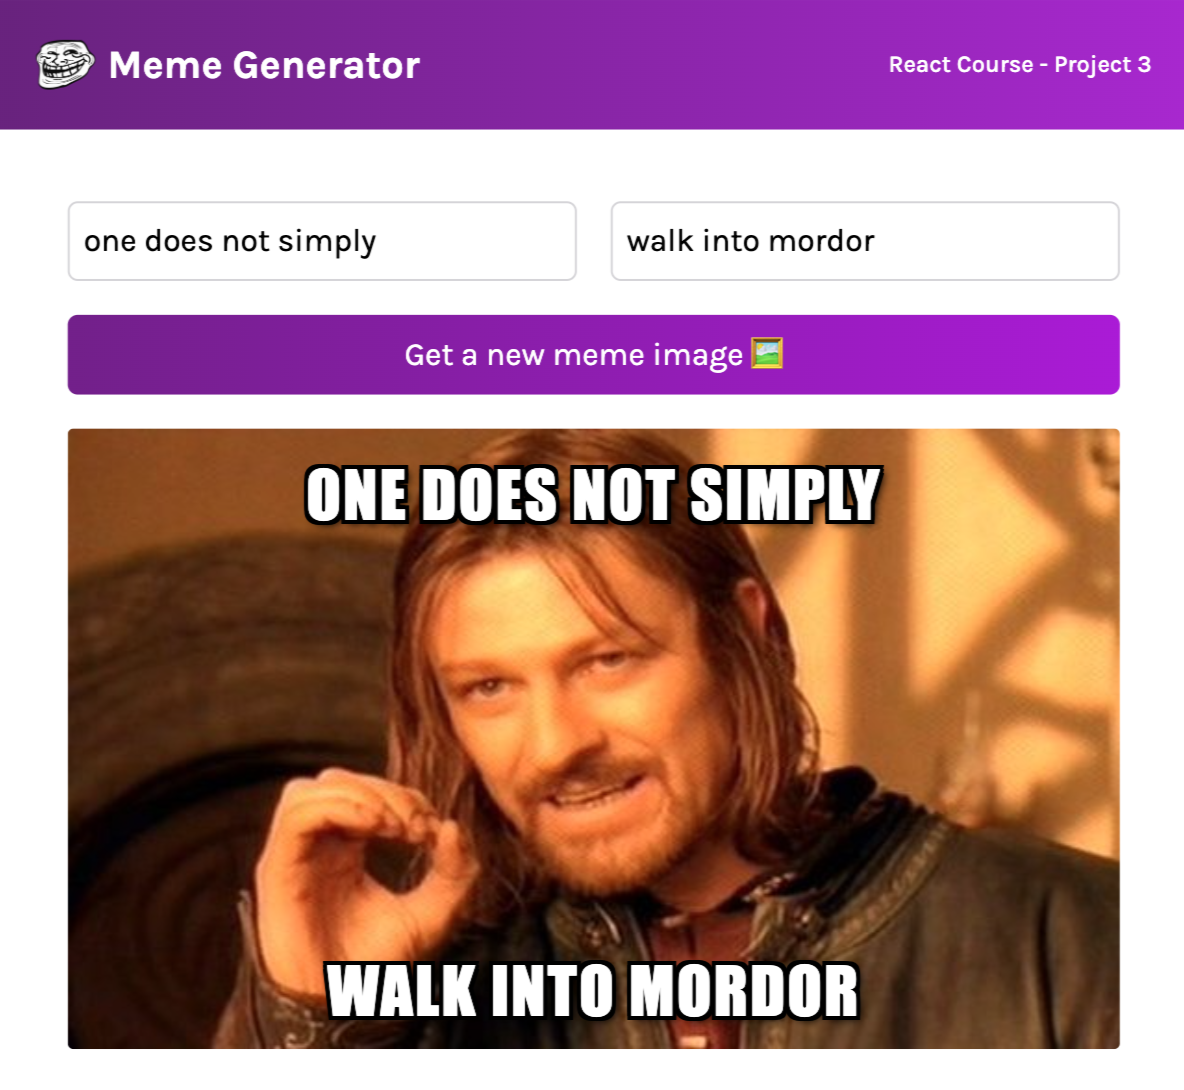 Meme Generator
React Course - Project 3
one does not simply
walk into mordor
Get a new meme image 🖼️
ONE DOES NOT SIMPLY
WALK INTO MORDOR